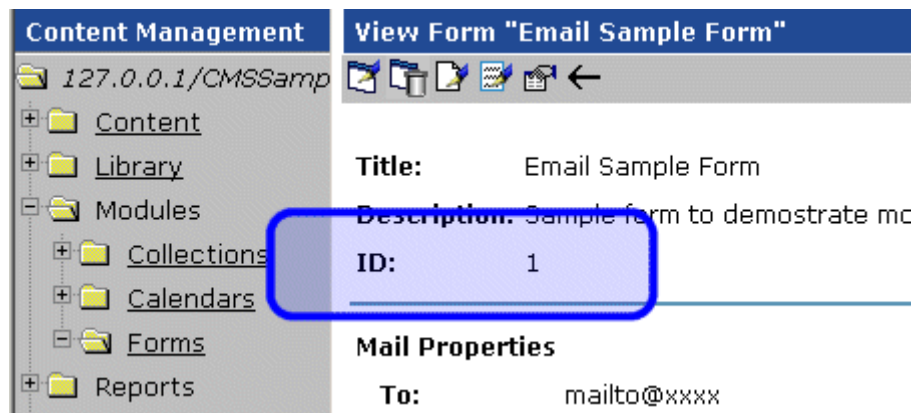 Content Management
127.0.0.1/CMSSamp
Content
Library
Modules
Collections
Calendars
Forms
Reports
View Form "Email Sample Form"
Title: Email Sample Form
Description: Sample form to demostrate mo
ID: 1
Mail Properties
To: mailto@xxxx